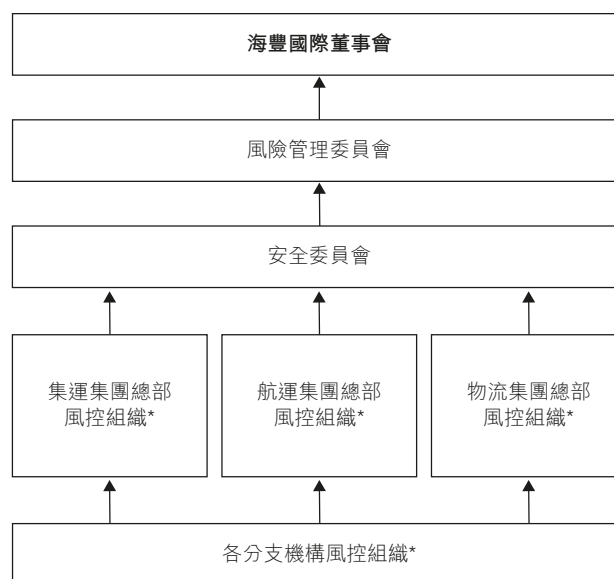 海豐國際董事會
風險管理委員會
安全委員會
集運集團總部
風控組織*
航運集團總部
風控組織*
物流集團總部
風控組織*
各分支機構風控組織*